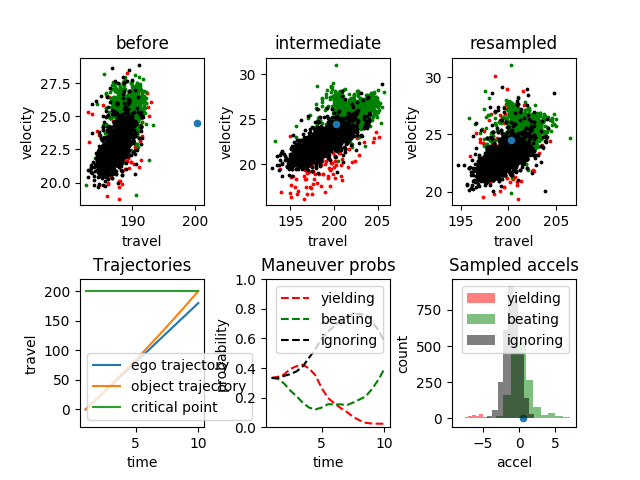 before
intermediate
resampled
27.5
25.0
22.5
20.0
velocity
190
200
travel
30
25
20
velocity
195
200
205
travel
30
25
20
velocity
195
200
205
travel
Trajectories
Maneuver probs
Sampled accels
200
150
100
50
0
travel
ego trajectory
object trajectory
critical point
5
10
time
1.0
0.8
0.6
0.4
0.2
0.0
probability
yielding
beating
ignoring
5
10
time
750
500
250
0
count
yielding
beating
ignoring
−5
0
5
accel